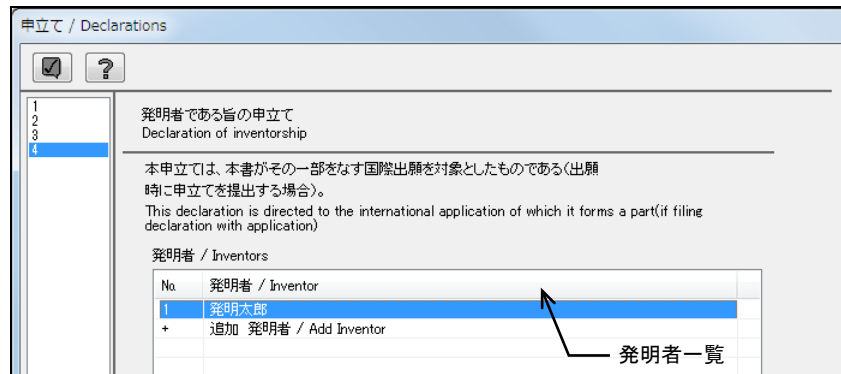 申立て / Declarations
?
1
2
3
4
発明者である旨の申立て
Declaration of inventorship
本申立ては、本書がその一部をなす国際出願を対象としたものである(出願
時に申立てを提出する場合)。
This declaration is directed to the international application of which it forms a part(if filing
declaration with application)
発明者 / Inventors
No. 発明者 / Inventor
1 発明太郎
+ 追加 発明者 / Add Inventor
発明者一覧